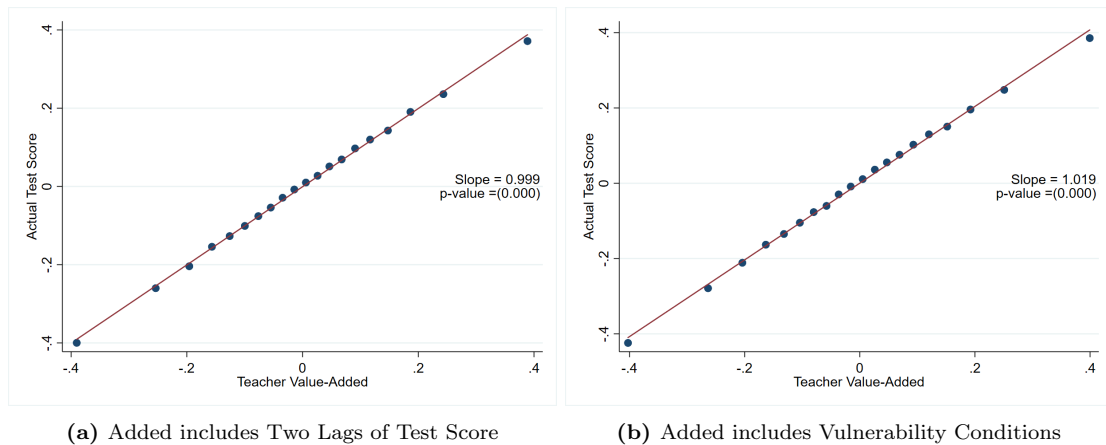 .4
.2
0
-.2
-.4
Actual Test Score
Slope = 0.999
p-value =(0.000)
-.4 -.2 0 .2 .4
Teacher Value-Added
(a) Added includes Two Lags of Test Score
.4
.2
0
-.2
-.4
Actual Test Score
Slope = 1.019
p-value =(0.000)
-.4 -.2 0 .2 .4
Teacher Value-Added
(b) Added includes Vulnerability Conditions